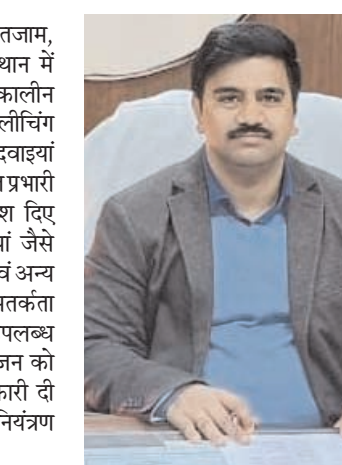 तजाम,
थान में
कालीन
लीचिंग
दवाइयां
प्रभारी
श दिए
यां जैसे
वं अन्य
सतर्कता
पलब्ध
जन को
कारी दी
नियंत्रण